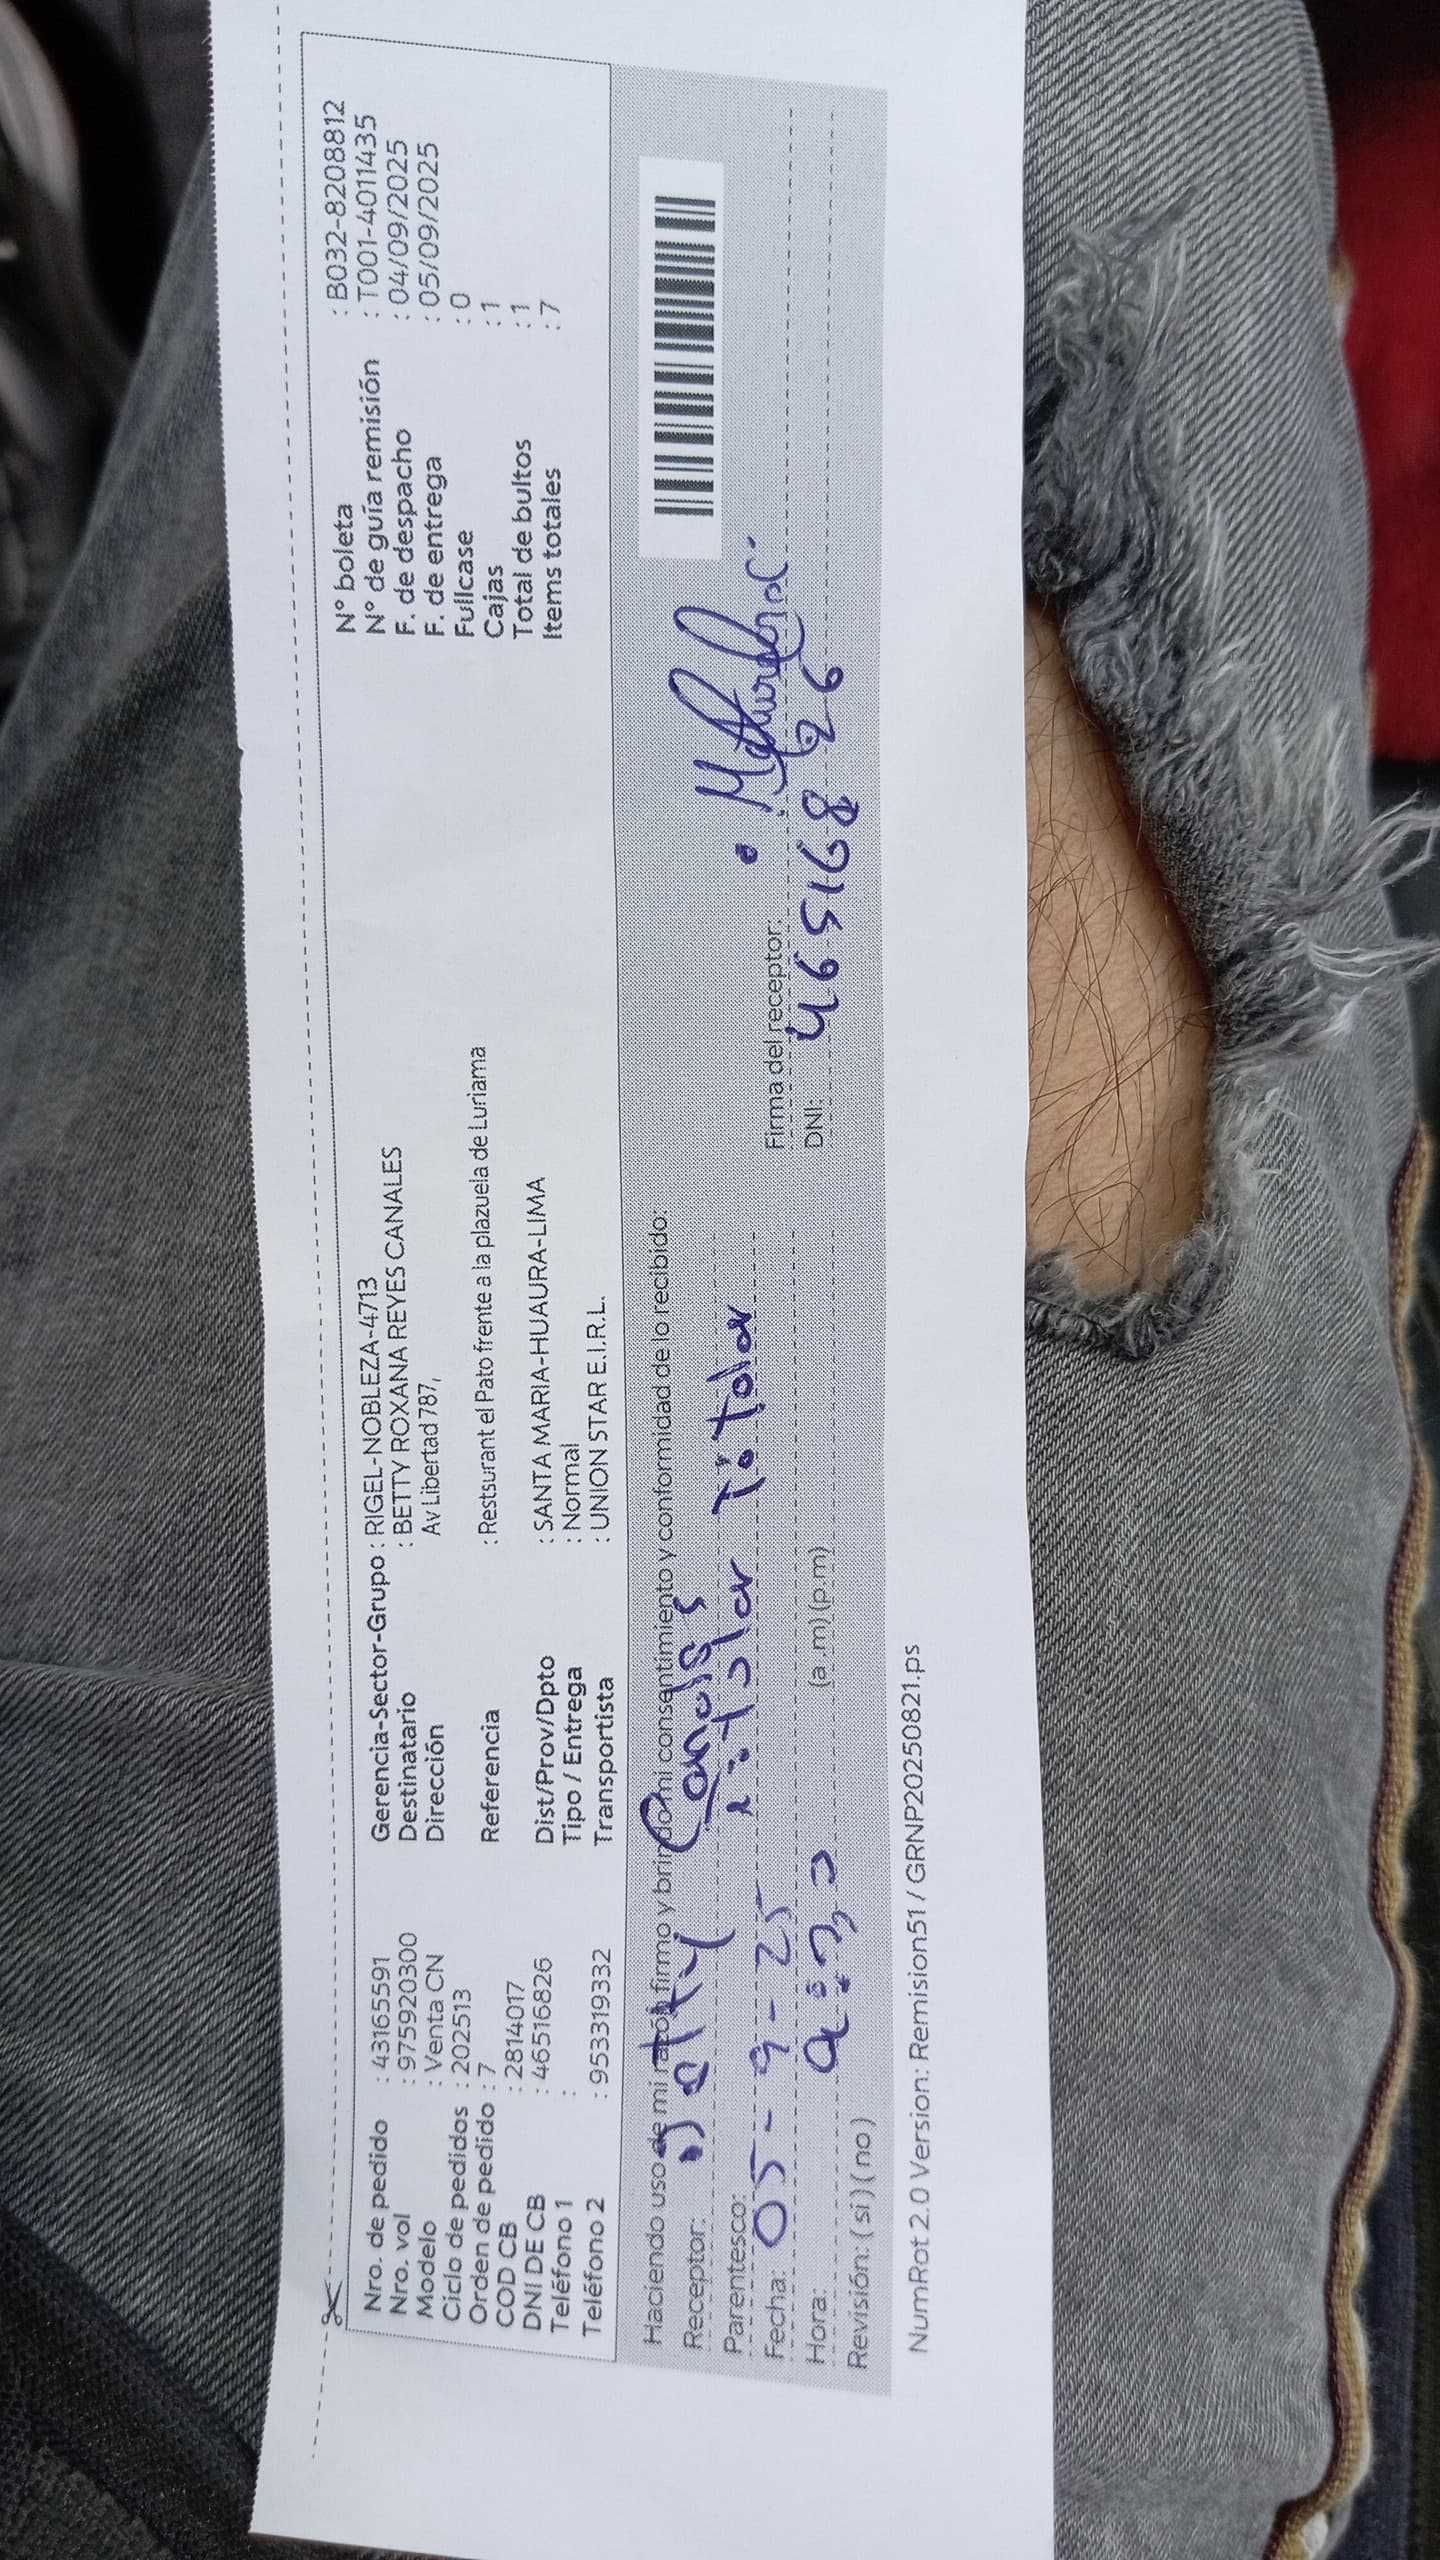 Nro. de pedido : 43165591 Gerencia-Sector-Grupo : RIGEL-NOBLEZA-4713 N° boleta : B032-8208812
Nro. vol : 975920300 Destinatario : BETTY ROXANA REYES CANALES N° de guía remisión : T001-4011435
Modelo : Venta CN Dirección Av Libertad 787, F. de despacho : 04/09/2025
Ciclo de pedidos : 202513 F. de entrega : 05/09/2025
Orden de pedido : 7 Referencia : Restsurant el Pato frente a la plazuela de Luriama Fullcase : 0
COD CB : 2814017 Cajas : 1
DNI DE CB : 46516826 Dist/Prov/Dpto : SANTA MARIA-HUAURA-LIMA Total de bultos : 1
Teléfono 1 : Tipo / Entrega : Normal Items totales : 7
Teléfono 2 : 953319332 Transportista : UNION STAR E.I.R.L.
Haciendo uso de mi razón firmo y brindo mi consentimiento y conformidad de lo recibido:
Receptor: Betty Canales
Parentesco: titular titular
Fecha: 05-9-25 Firma del receptor:
Hora: (a .m) (p.m) DNI: 46516826
Revisión: ( si ) ( no )
NumRot 2.0 Version: Remision51 / GRNP20250821.ps